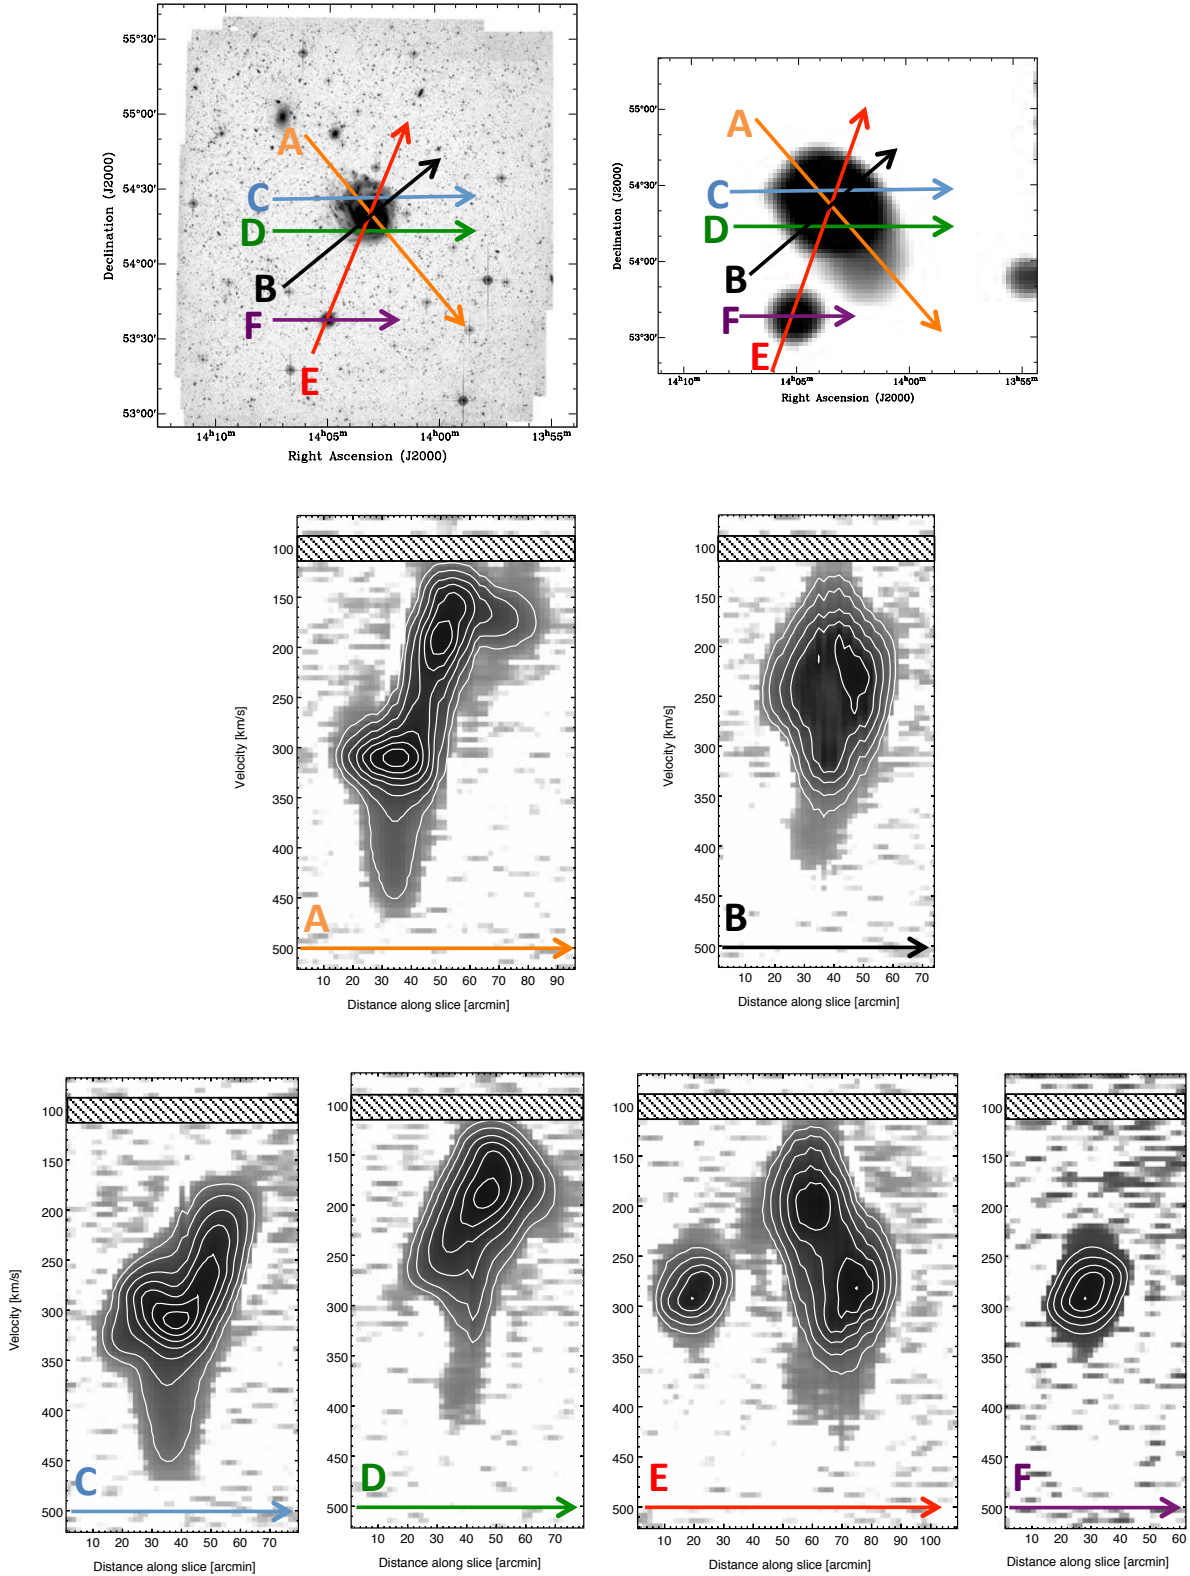 55°30'
55°00'
54°30'
54°00'
53°30'
53°00'
Declination (J2000)
14ʰ10ᵐ 14ʰ05ᵐ 14ʰ00ᵐ 13ʰ55ᵐ
Right Ascension (J2000)
A
C
D
B
F
E
55°00'
54°30'
54°00'
53°30'
Declination (J2000)
14ʰ10ᵐ 14ʰ05ᵐ 14ʰ00ᵐ 13ʰ55ᵐ
Right Ascension (J2000)
A
C
D
B
F
E
100
150
200
250
300
350
400
450
500
Velocity [km/s]
A
10 20 30 40 50 60 70 80 90
Distance along slice [arcmin]
100
150
200
250
300
350
400
450
500
Velocity [km/s]
B
10 20 30 40 50 60 70
Distance along slice [arcmin]
100
150
200
250
300
350
400
450
500
Velocity [km/s]
C
10 20 30 40 50 60 70
Distance along slice [arcmin]
100
150
200
250
300
350
400
450
500
D
10 20 30 40 50 60 70
Distance along slice [arcmin]
100
150
200
250
300
350
400
450
500
E
10 20 30 40 50 60 70 80 90 100
Distance along slice [arcmin]
100
150
200
250
300
350
400
450
500
F
10 20 30 40 50 60
Distance along slice [arcmin]